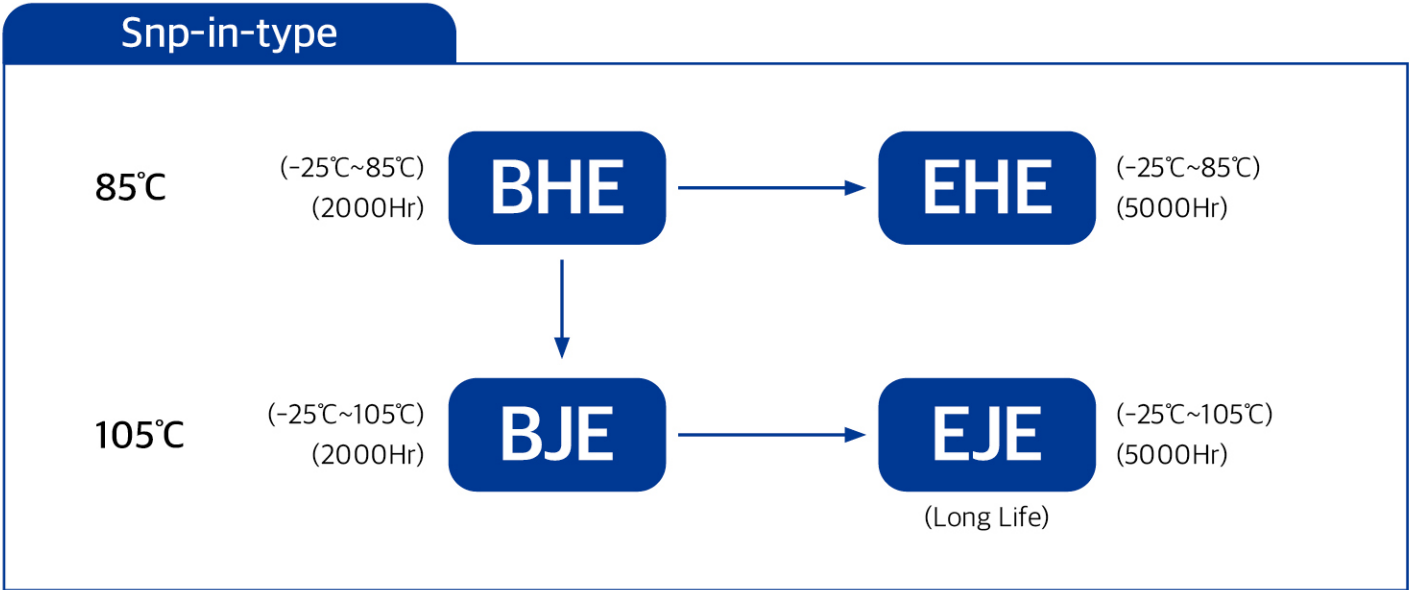 Snp-in-type
85℃
(-25℃~85℃)
(2000Hr)
BHE
EHE
(-25℃~85℃)
(5000Hr)
105℃
(-25℃~105℃)
(2000Hr)
BJE
EJE
(-25℃~105℃)
(5000Hr)
(Long Life)